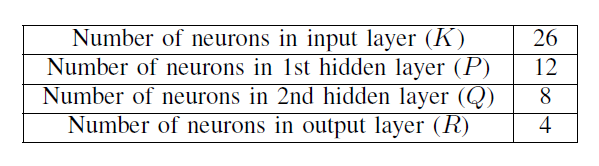 Number of neurons in input layer (K) 26
Number of neurons in 1st hidden layer (P) 12
Number of neurons in 2nd hidden layer (Q) 8
Number of neurons in output layer (R) 4